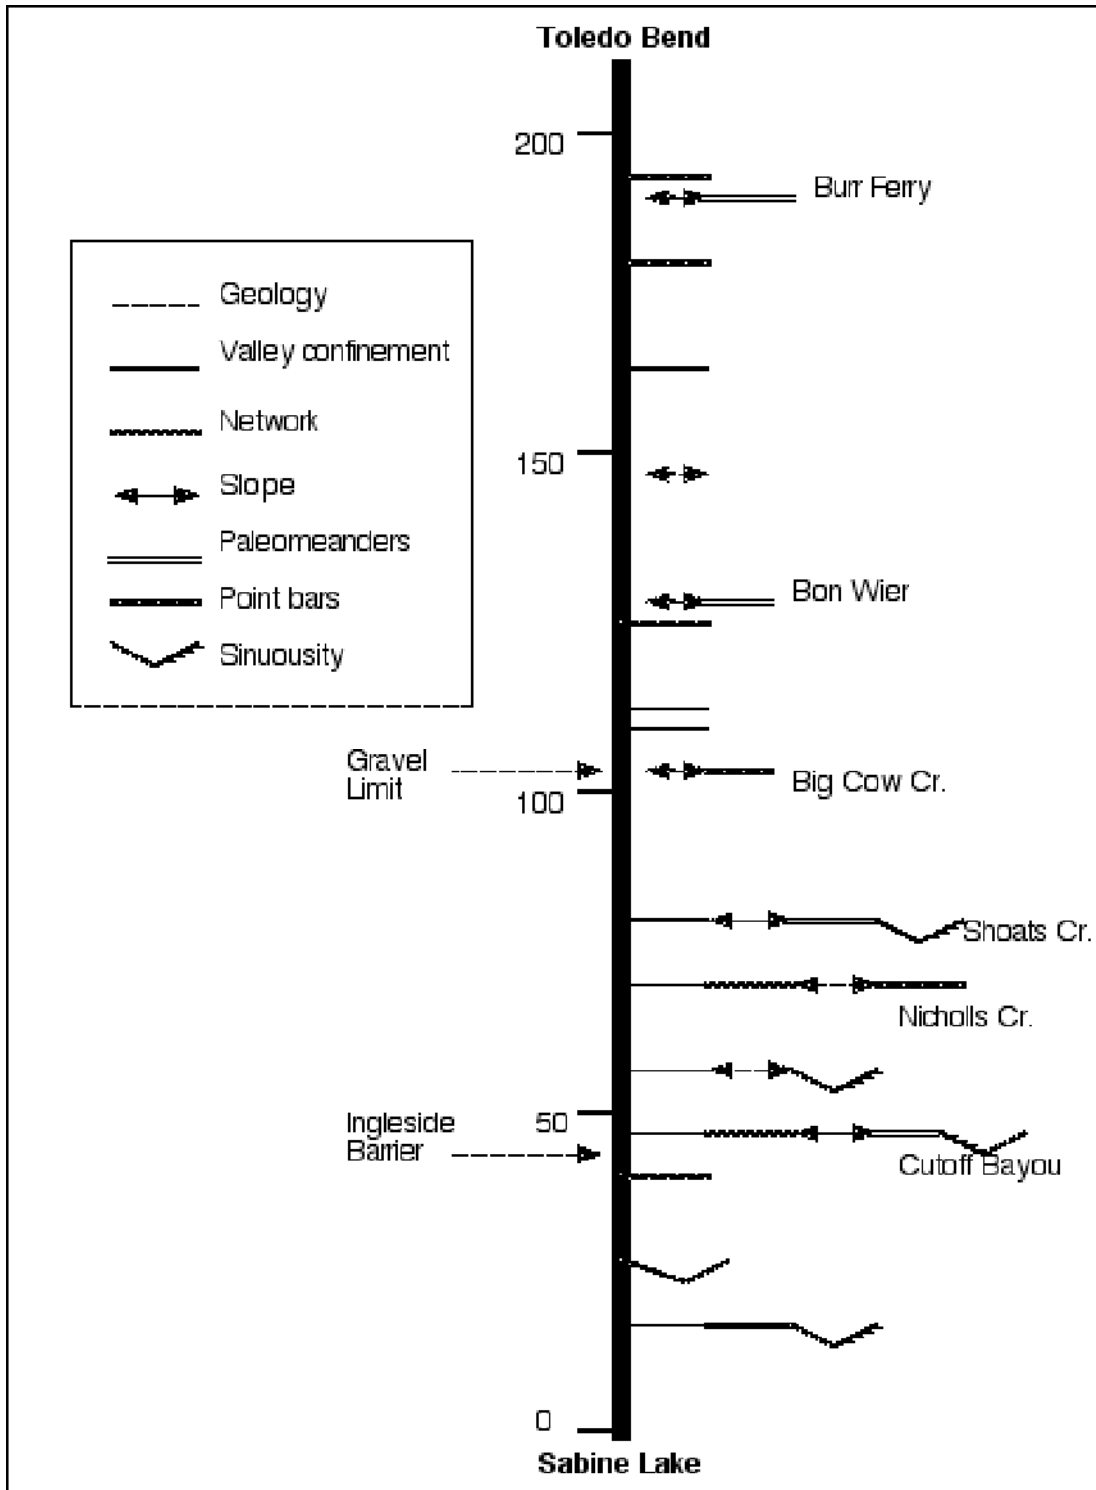 Toledo Bend
200
Burr Ferry
Geology
Valley confinement
Network
Slope
Paleomeanders
Point bars
Sinuousity
150
Bon Wier
Gravel
Limit
100
Big Cow Cr.
Shoats Cr.
Nicholls Cr.
Ingleside
Barrier
50
Cutoff Bayou
0
Sabine Lake